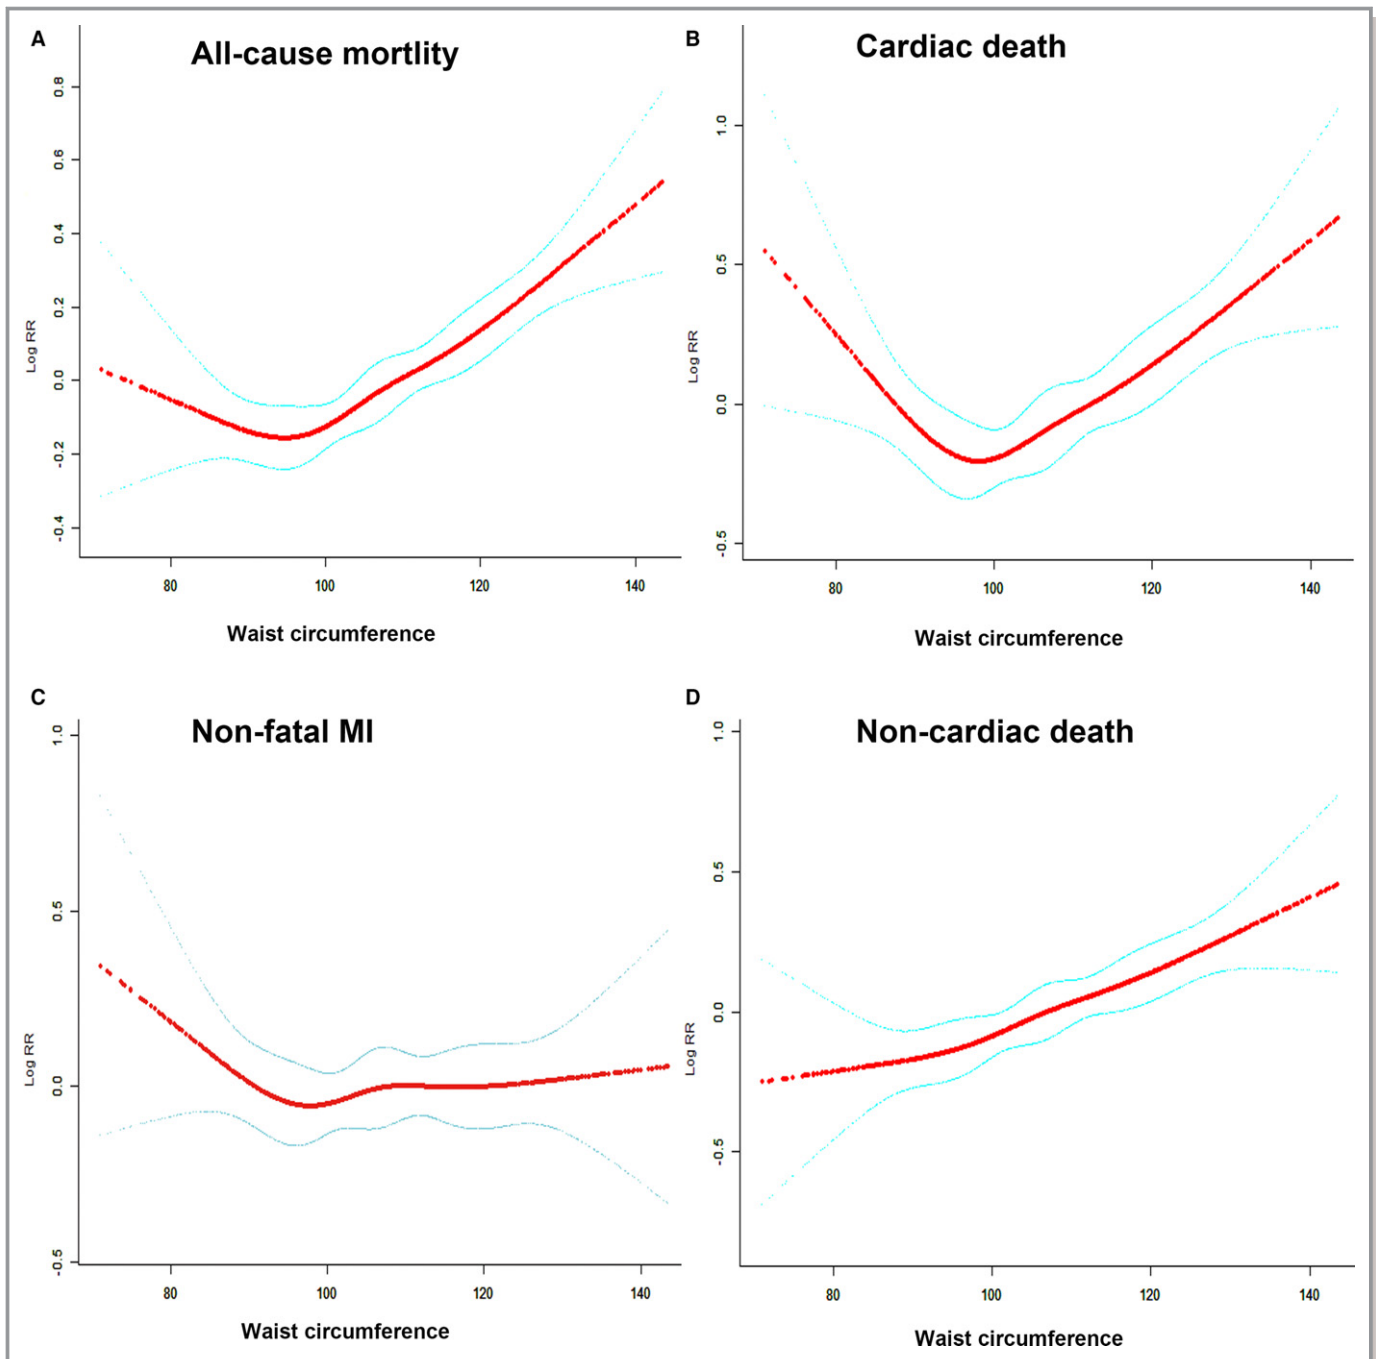 A
All-cause mortlity
0.8
0.6
0.4
0.2
0.0
-0.2
-0.4
Log RR
80 100 120 140
Waist circumference
B
Cardiac death
1.0
0.5
0.0
-0.5
Log RR
80 100 120 140
Waist circumference
C
Non-fatal MI
1.0
0.5
0.0
-0.5
Log RR
80 100 120 140
Waist circumference
D
Non-cardiac death
1.0
0.5
0.0
-0.5
Log RR
80 100 120 140
Waist circumference